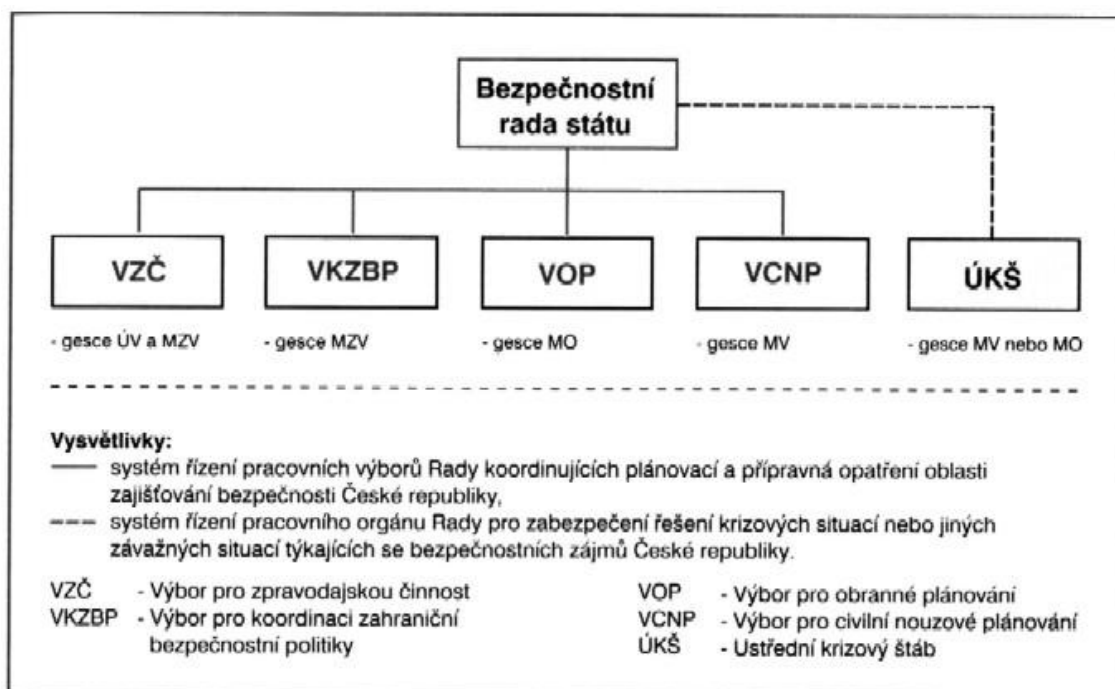 Bezpečnostní
rada státu
VZČ
VKZBP
VOP
VCNP
ÚKŠ
- gesce ÚV a MZV
- gesce MZV
- gesce MO
- gesce MV
- gesce MV nebo MO
Vysvětlivky:
systém řízení pracovních výborů Rady koordinujících plánovací a přípravná opatření oblasti
zajišťování bezpečnosti České republiky,
systém řízení pracovního orgánu Rady pro zabezpečení řešení krizových situací nebo jiných
závažných situací týkajících se bezpečnostních zájmů České republiky.
VZČ - Výbor pro zpravodajskou činnost
VKZBP - Výbor pro koordinaci zahraniční
bezpečnostní politiky
VOP - Výbor pro obranné plánování
VCNP - Výbor pro civilní nouzové plánování
ÚKŠ - Ustřední krizový štáb